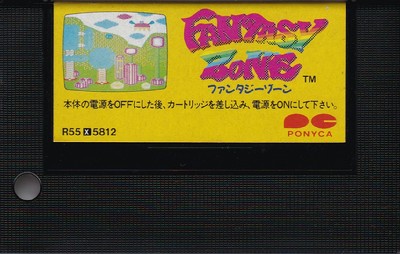 FANTASY
ZONE
TM
ファンタジーゾーン
本体の電源をOFFにした後、カートリッジを差し込み、電源をONにして下さい。
R55 X 5812
PONYCA